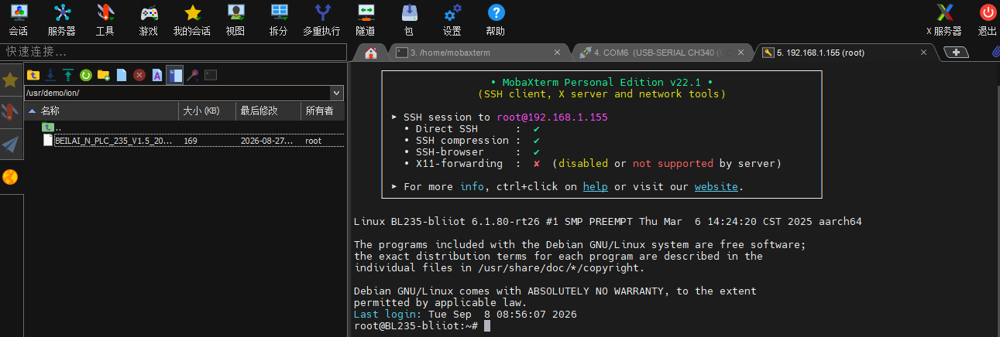 会话 服务器 工具 游戏 我的会话 视图 拆分 多重执行 隧道 包 设置 帮助 X 服务器 退出
快速连接...
3. /home/mobaxterm
4. COM6 (USB-SERIAL CH340 (
5. 192.168.1.155 (root)
/usr/demo/ion/
名称 大小 (KB) 最后修改 所有者
..
BEILAI_N_PLC_235_V1.5_20... 169 2026-08-27... root
• MobaXterm Personal Edition v22.1 •
(SSH client, X server and network tools)
➤ SSH session to root@192.168.1.155
• Direct SSH : ✔
• SSH compression : ✔
• SSH-browser : ✔
• X11-forwarding : ✘ (disabled or not supported by server)
➤ For more info, ctrl+click on help or visit our website.
Linux BL235-bliiot 6.1.80-rt26 #1 SMP PREEMPT Thu Mar 6 14:24:20 CST 2025 aarch64
The programs included with the Debian GNU/Linux system are free software;
the exact distribution terms for each program are described in the
individual files in /usr/share/doc/*/copyright.
Debian GNU/Linux comes with ABSOLUTELY NO WARRANTY, to the extent
permitted by applicable law.
Last login: Tue Sep 8 08:56:07 2026
root@BL235-bliiot:~#